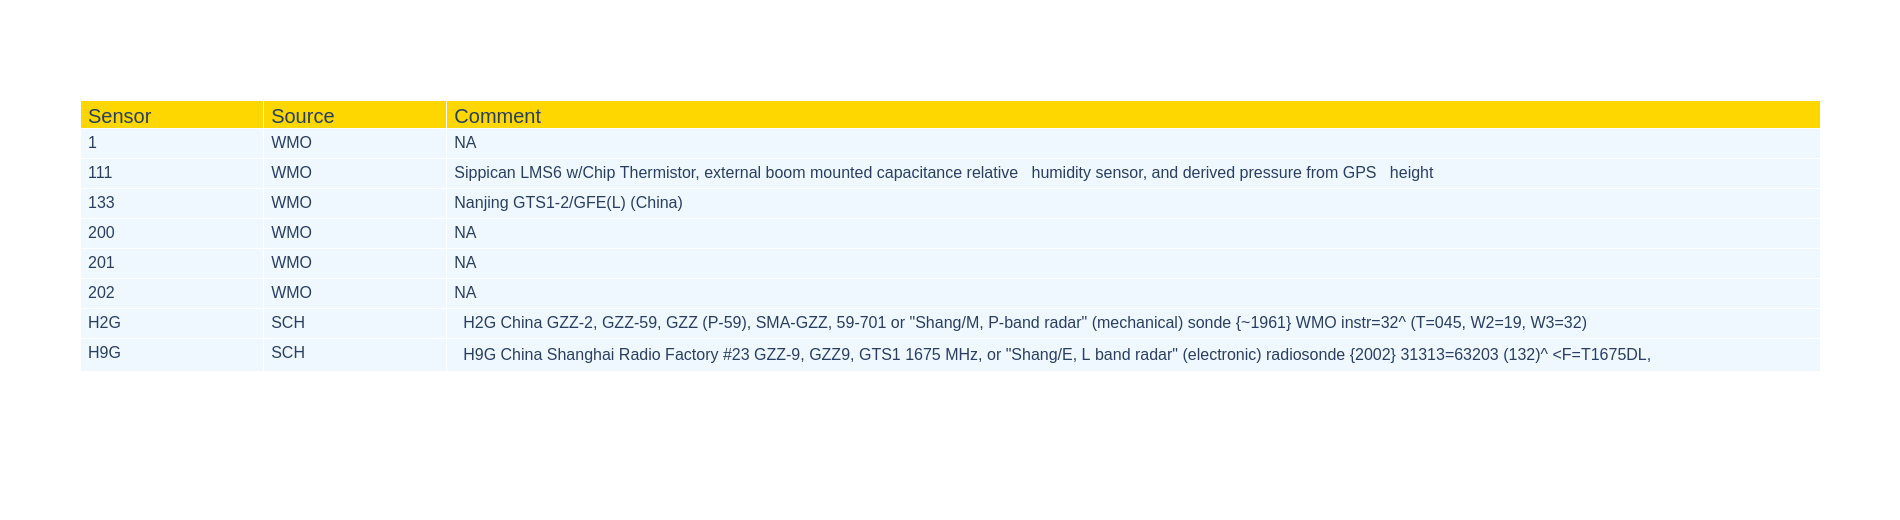 Sensor Source Comment
1 WMO NA
111 WMO Sippican LMS6 w/Chip Thermistor, external boom mounted capacitance relative   humidity sensor, and derived pressure from GPS   height
133 WMO Nanjing GTS1-2/GFE(L) (China)
200 WMO NA
201 WMO NA
202 WMO NA
H2G SCH H2G China GZZ-2, GZZ-59, GZZ (P-59), SMA-GZZ, 59-701 or "Shang/M, P-band radar" (mechanical) sonde {~1961} WMO instr=32^ (T=045, W2=19, W3=32)
H9G SCH H9G China Shanghai Radio Factory #23 GZZ-9, GZZ9, GTS1 1675 MHz, or "Shang/E, L band radar" (electronic) radiosonde {2002} 31313=63203 (132)^ <F=T1675DL,